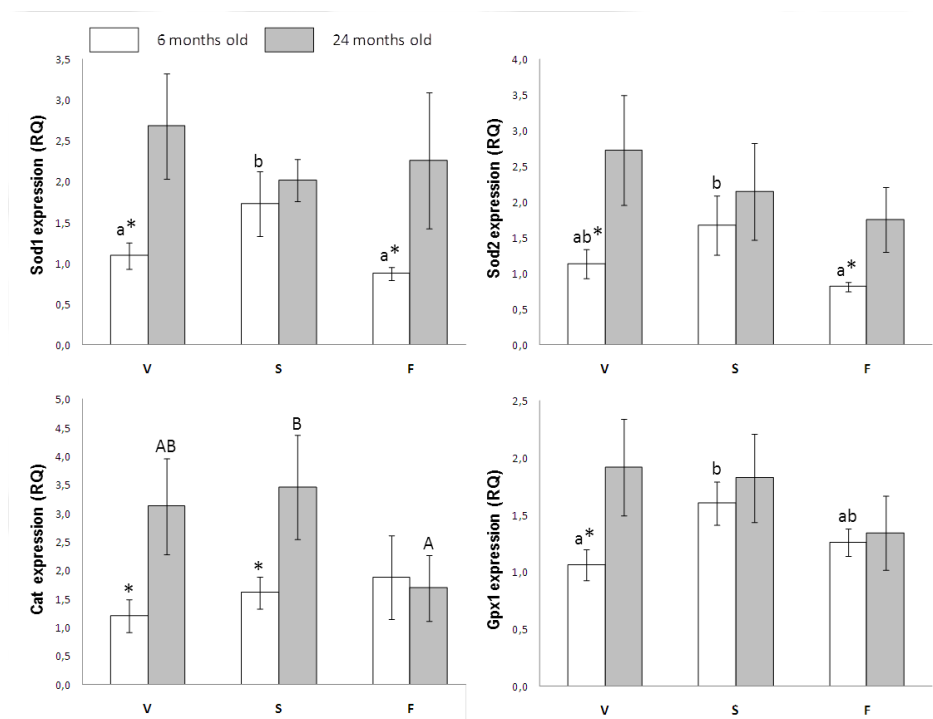 6 months old 24 months old
Sod1 expression (RQ)
3,5
3,0
2,5
2,0
1,5
1,0
0,5
0,0
a*
b
a*
V S F
Sod2 expression (RQ)
4,0
3,5
3,0
2,5
2,0
1,5
1,0
0,5
0,0
ab*
b
a*
V S F
Cat expression (RQ)
5,0
4,5
4,0
3,5
3,0
2,5
2,0
1,5
1,0
0,5
0,0
*
AB
*
B
A
V S F
Gpx1 expression (RQ)
2,5
2,0
1,5
1,0
0,5
0,0
a*
b
ab
V S F